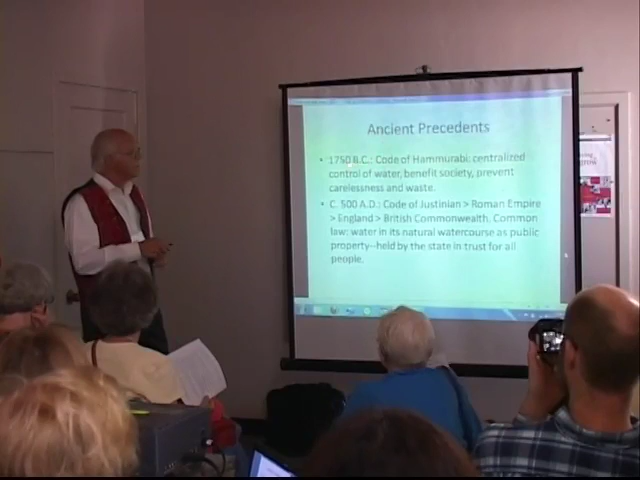 Ancient Precedents
• 1750 B.C.: Code of Hammurabi: centralized
control of water, benefit society, prevent
carelessness and waste.
• C. 500 A.D.: Code of Justinian > Roman Empire
> England > British Commonwealth. Common
law: water in its natural watercourse as public
property--held by the state in trust for all
people.
grow